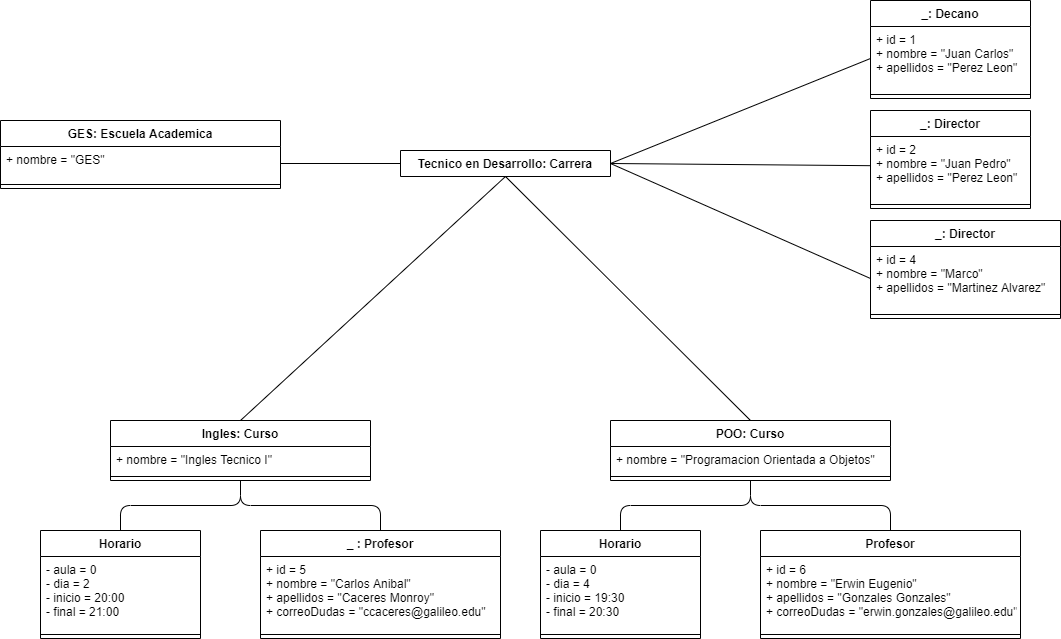 _: Decano
+ id = 1
+ nombre = "Juan Carlos"
+ apellidos = "Perez Leon"
GES: Escuela Academica
+ nombre = "GES"
Tecnico en Desarrollo: Carrera
_: Director
+ id = 2
+ nombre = "Juan Pedro"
+ apellidos = "Perez Leon"
_: Director
+ id = 4
+ nombre = "Marco"
+ apellidos = "Martinez Alvarez"
Ingles: Curso
+ nombre = "Ingles Tecnico I"
POO: Curso
+ nombre = "Programacion Orientada a Objetos"
Horario
- aula = 0
- dia = 2
- inicio = 20:00
- final = 21:00
_ : Profesor
+ id = 5
+ nombre = "Carlos Anibal"
+ apellidos = "Caceres Monroy"
+ correoDudas = "ccaceres@galileo.edu"
Horario
- aula = 0
- dia = 4
- inicio = 19:30
- final = 20:30
Profesor
+ id = 6
+ nombre = "Erwin Eugenio"
+ apellidos = "Gonzales Gonzales"
+ correoDudas = "erwin.gonzales@galileo.edu"